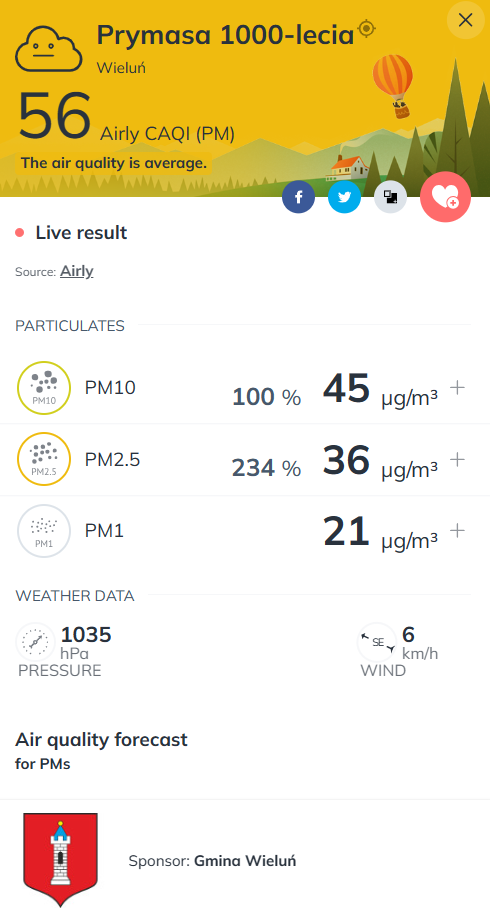 Prymasa 1000-lecia
Wieluń
56 Airly CAQI (PM)
The air quality is average.
Live result
Source: Airly
PARTICULATES
PM10 PM10 100 % 45 µg/m³
PM2.5 PM2.5 234 % 36 µg/m³
PM1 PM1 21 µg/m³
WEATHER DATA
1035 hPa
PRESSURE
SE 6 km/h
WIND
Air quality forecast
for PMs
Sponsor: Gmina Wieluń